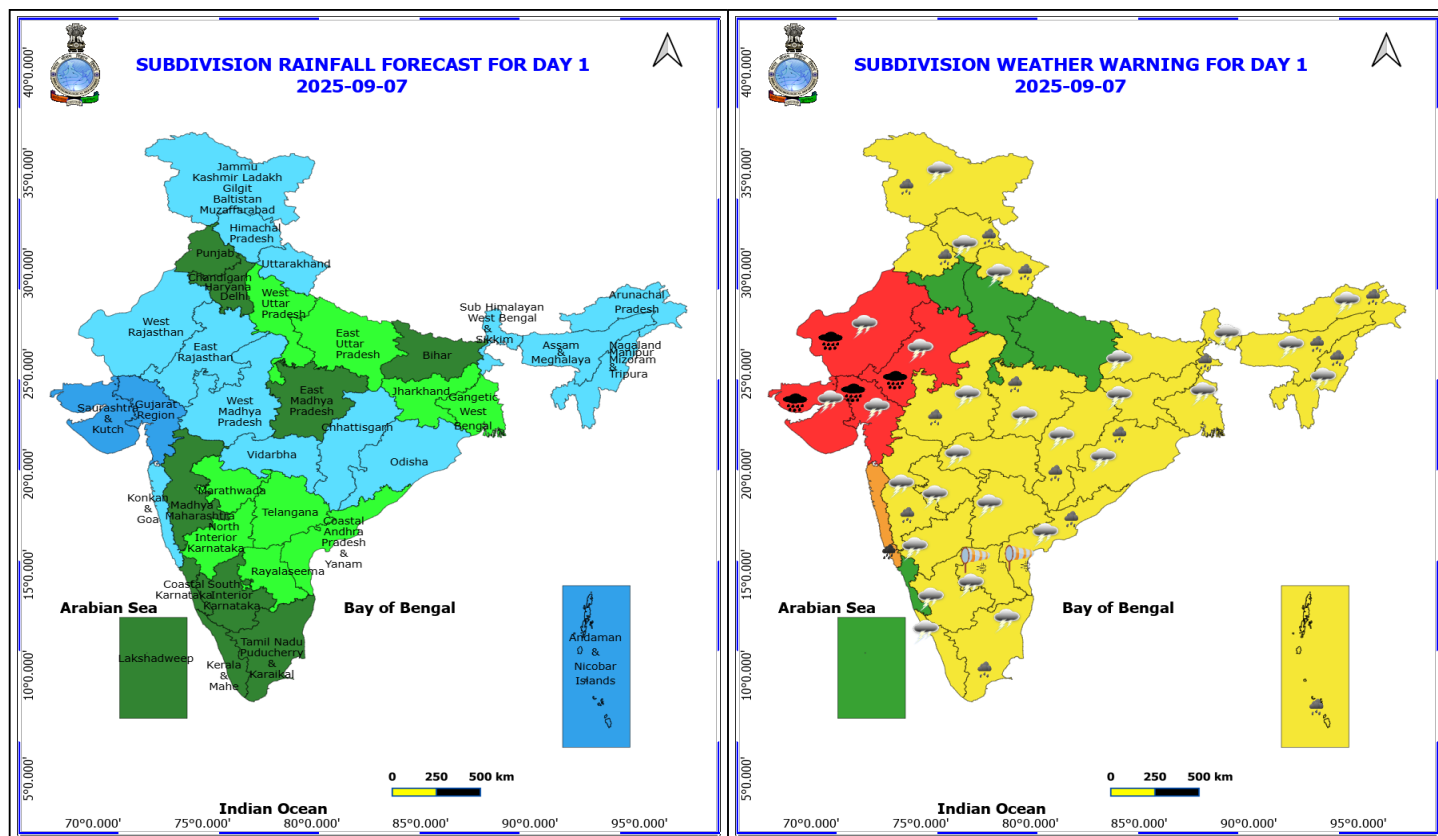 SUBDIVISION RAINFALL FORECAST FOR DAY 1
2025-09-07
40°0.000'
35°0.000'
30°0.000'
25°0.000'
20°0.000'
15°0.000'
10°0.000'
5°0.000'
Jammu
Kashmir Ladakh
Gilgit
Baltistan
Muzaffarabad
Himachal
Pradesh
Punjab
Uttarakhand
Chandigarh
Haryana
Delhi
West
Uttar
Pradesh
West
Rajasthan
East
Rajasthan
East
Uttar
Pradesh
Bihar
Sub Himalayan
West Bengal
&
Sikkim
Arunachal
Pradesh
Assam
&
Meghalaya
Nagaland
Manipur
Mizoram
&
Tripura
Saurashtra
&
Kutch
Gujarat
Region
West
Madhya
Pradesh
East
Madhya
Pradesh
Jharkhand
Gangetic
West
Bengal
Chhattisgarh
Vidarbha
Odisha
Konkan
&
Goa
Madhya
Maharashtra
Marathwada
Telangana
North
Interior
Karnataka
Coastal
Andhra
Pradesh
&
Yanam
Rayalaseema
Coastal
Karnataka
South
Interior
Karnataka
Arabian Sea
Bay of Bengal
Lakshadweep
Kerala
&
Mahe
Tamil Nadu
Puducherry
&
Karaikal
Andaman
&
Nicobar
Islands
0 250 500 km
Indian Ocean
70°0.000' 75°0.000' 80°0.000' 85°0.000' 90°0.000' 95°0.000'
SUBDIVISION WEATHER WARNING FOR DAY 1
2025-09-07
40°0.000'
35°0.000'
30°0.000'
25°0.000'
20°0.000'
15°0.000'
10°0.000'
5°0.000'
Arabian Sea
Bay of Bengal
0 250 500 km
Indian Ocean
70°0.000' 75°0.000' 80°0.000' 85°0.000' 90°0.000' 95°0.000'